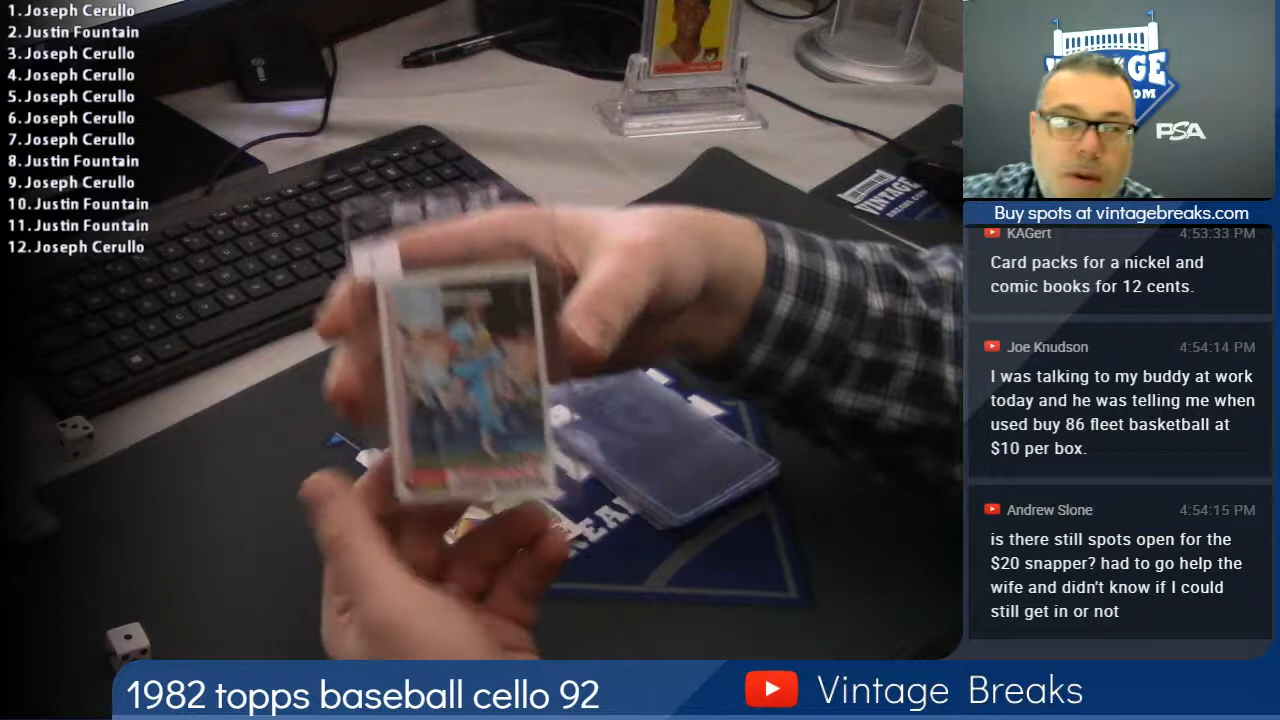 1. Joseph Cerullo
2. Justin Fountain
3. Joseph Cerullo
4. Joseph Cerullo
5. Joseph Cerullo
6. Joseph Cerullo
7. Joseph Cerullo
8. Justin Fountain
9. Joseph Cerullo
10. Justin Fountain
11. Justin Fountain
12. Joseph Cerullo
PSA
VINTAGE
Buy spots at vintagebreaks.com
KAGert 4:53:33 PM
Card packs for a nickel and
comic books for 12 cents.
Joe Knudson 4:54:14 PM
I was talking to my buddy at work
today and he was telling me when
used buy 86 fleet basketball at
$10 per box.
Andrew Slone 4:54:15 PM
is there still spots open for the
$20 snapper? had to go help the
wife and didn't know if I could
still get in or not
1982 topps baseball cello 92
Vintage Breaks